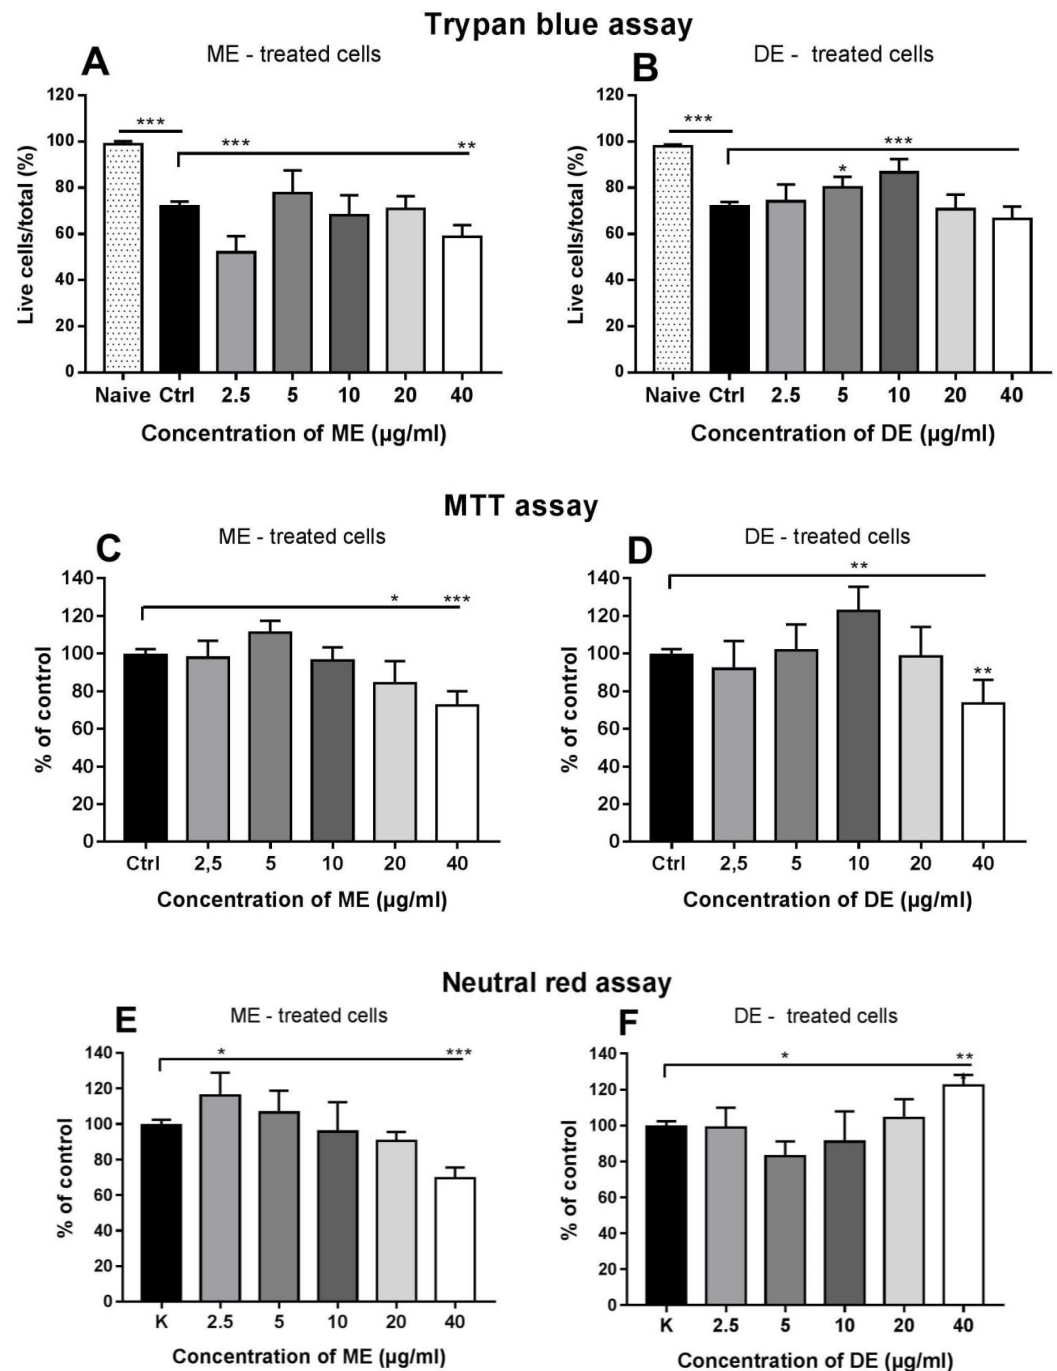 Trypan blue assay
A
ME - treated cells
120
100
80
60
40
20
0
Live cells/total (%)
***
***
**
Naive Ctrl 2.5 5 10 20 40
Concentration of ME (µg/ml)
B
DE - treated cells
120
100
80
60
40
20
0
Live cells/total (%)
***
***
*
Naive Ctrl 2.5 5 10 20 40
Concentration of DE (µg/ml)
MTT assay
C
ME - treated cells
140
120
100
80
60
40
20
0
% of control
* ***
Ctrl 2,5 5 10 20 40
Concentration of ME (µg/ml)
D
DE - treated cells
140
120
100
80
60
40
20
0
% of control
**
**
Ctrl 2,5 5 10 20 40
Concentration of DE (µg/ml)
Neutral red assay
E
ME - treated cells
140
120
100
80
60
40
20
0
% of control
* ***
K 2.5 5 10 20 40
Concentration of ME (µg/ml)
F
DE - treated cells
140
120
100
80
60
40
20
0
% of control
* **
K 2.5 5 10 20 40
Concentration of DE (µg/ml)